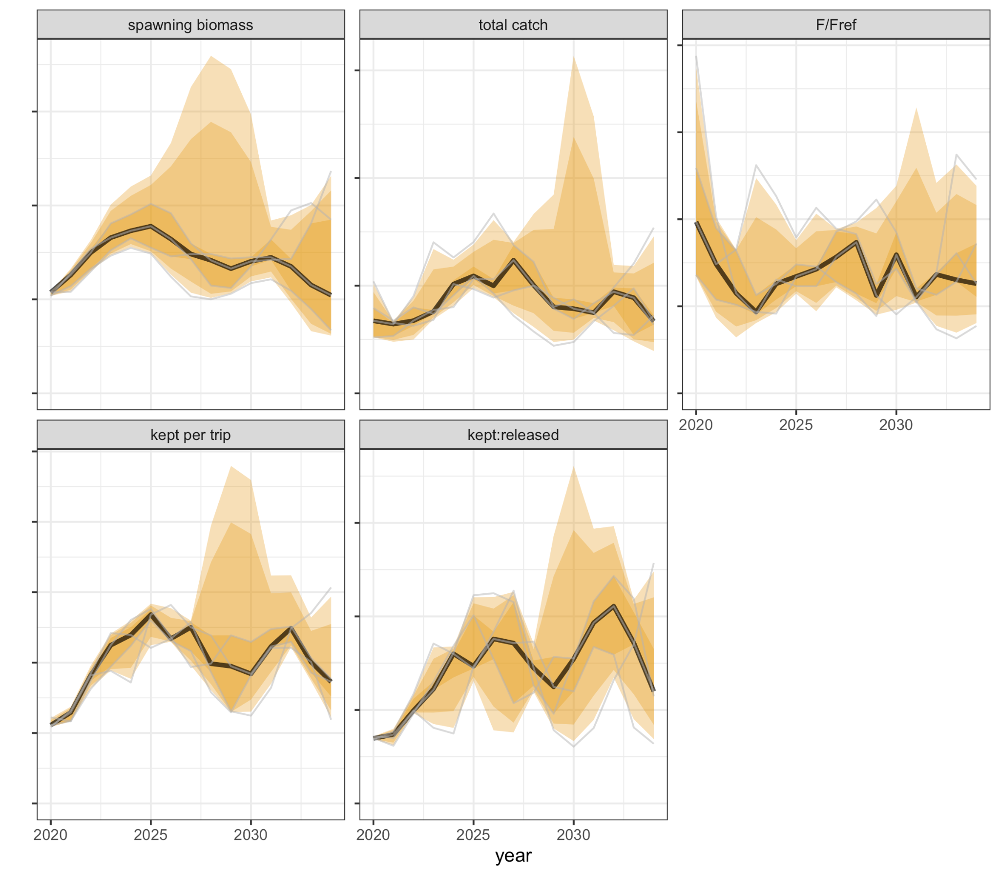 spawning biomass
total catch
F/Fref
2020 2025 2030
kept per trip
kept:released
2020 2025 2030
2020 2025 2030
year